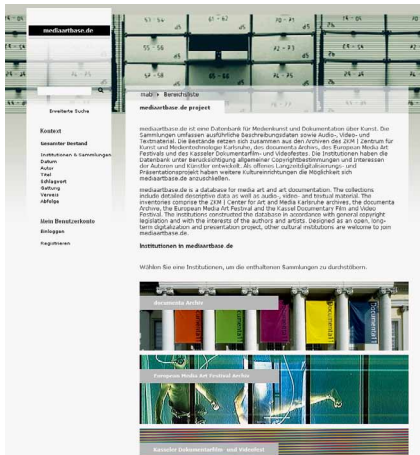 mediaartbase.de
mabl ▸ Bereichsliste
Erweiterte Suche
mediaartbase.de project
Kontext
Gesamter Bestand
Institutionen & Sammlungen
Datum
Autor
Titel
Schlagwort
Gattung
Verweis
Abfolge
Mein Benutzerkonto
Einloggen
Registrieren
mediaartbase.de ist eine Datenbank für Medienkunst und Dokumentation über Kunst. Die
Sammlungen umfassen ausführliche Beschreibungsdaten sowie Audio-, Video- und
Textmaterial. Die Bestände setzen sich zusammen aus den Archiven des ZKM | Zentrum für
Kunst und Medientechnologie Karlsruhe, des documenta Archivs, des European Media Art
Festivals und des Kasseler Dokumentarfilm- und Videofestes. Die Institutionen haben die
Datenbank unter Berücksichtigung allgemeiner Copyrightbestimmungen und Interessen
der Autoren und Künstler entwickelt. Als offenes Langzeitdigitalisierungs- und
Präsentationsprojekt haben weitere Kultureinrichtungen die Möglichkeit sich
mediaartbase.de anzuschließen.
mediaartbase.de is a database for media art and art documentation. The collections
include detailed descriptive data as well as audio-, video- and textual material. The
inventories comprise the ZKM | Center for Art and Media Karlsruhe archives, the documenta
Archive, the European Media Art Festival and the Kassel Documentary Film and Video
Festival. The institutions constructed the database in accordance with general copyright
legislation and with the interests of the authors and artists. Designed as an open, long-
term digitalization and presentation project, other cultural institutions are welcome to join
mediaartbase.de.
Institutionen in mediaartbase.de
Wählen Sie eine Institutionen, um die enthaltenen Sammlungen zu durchstöbern.
documenta Archiv
European Media Art Festival Archiv
Kasseler Dokumentarfilm- und Videofest